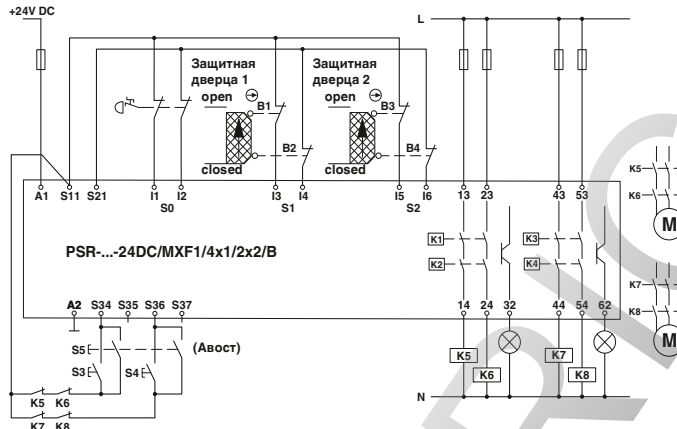 +24V DC
L
Защитная
дверца 1
open
Защитная
дверца 2
open
B1
B3
B2
B4
closed
closed
K5
K6
M
A1 S11 S21 I1 I2 I3 I4 I5 I6 13 23 43 53
S0 S1 S2
K1
K3
PSR-...-24DC/MXF1/4x1/2x2/B
K2
K4
K7
K8
M
A2 S34 S35 S36 S37 14 24 32 44 54 62
S5
(Авост)
S3
S4
K5
K7
K6
K8
K5 K6
K7 K8
N